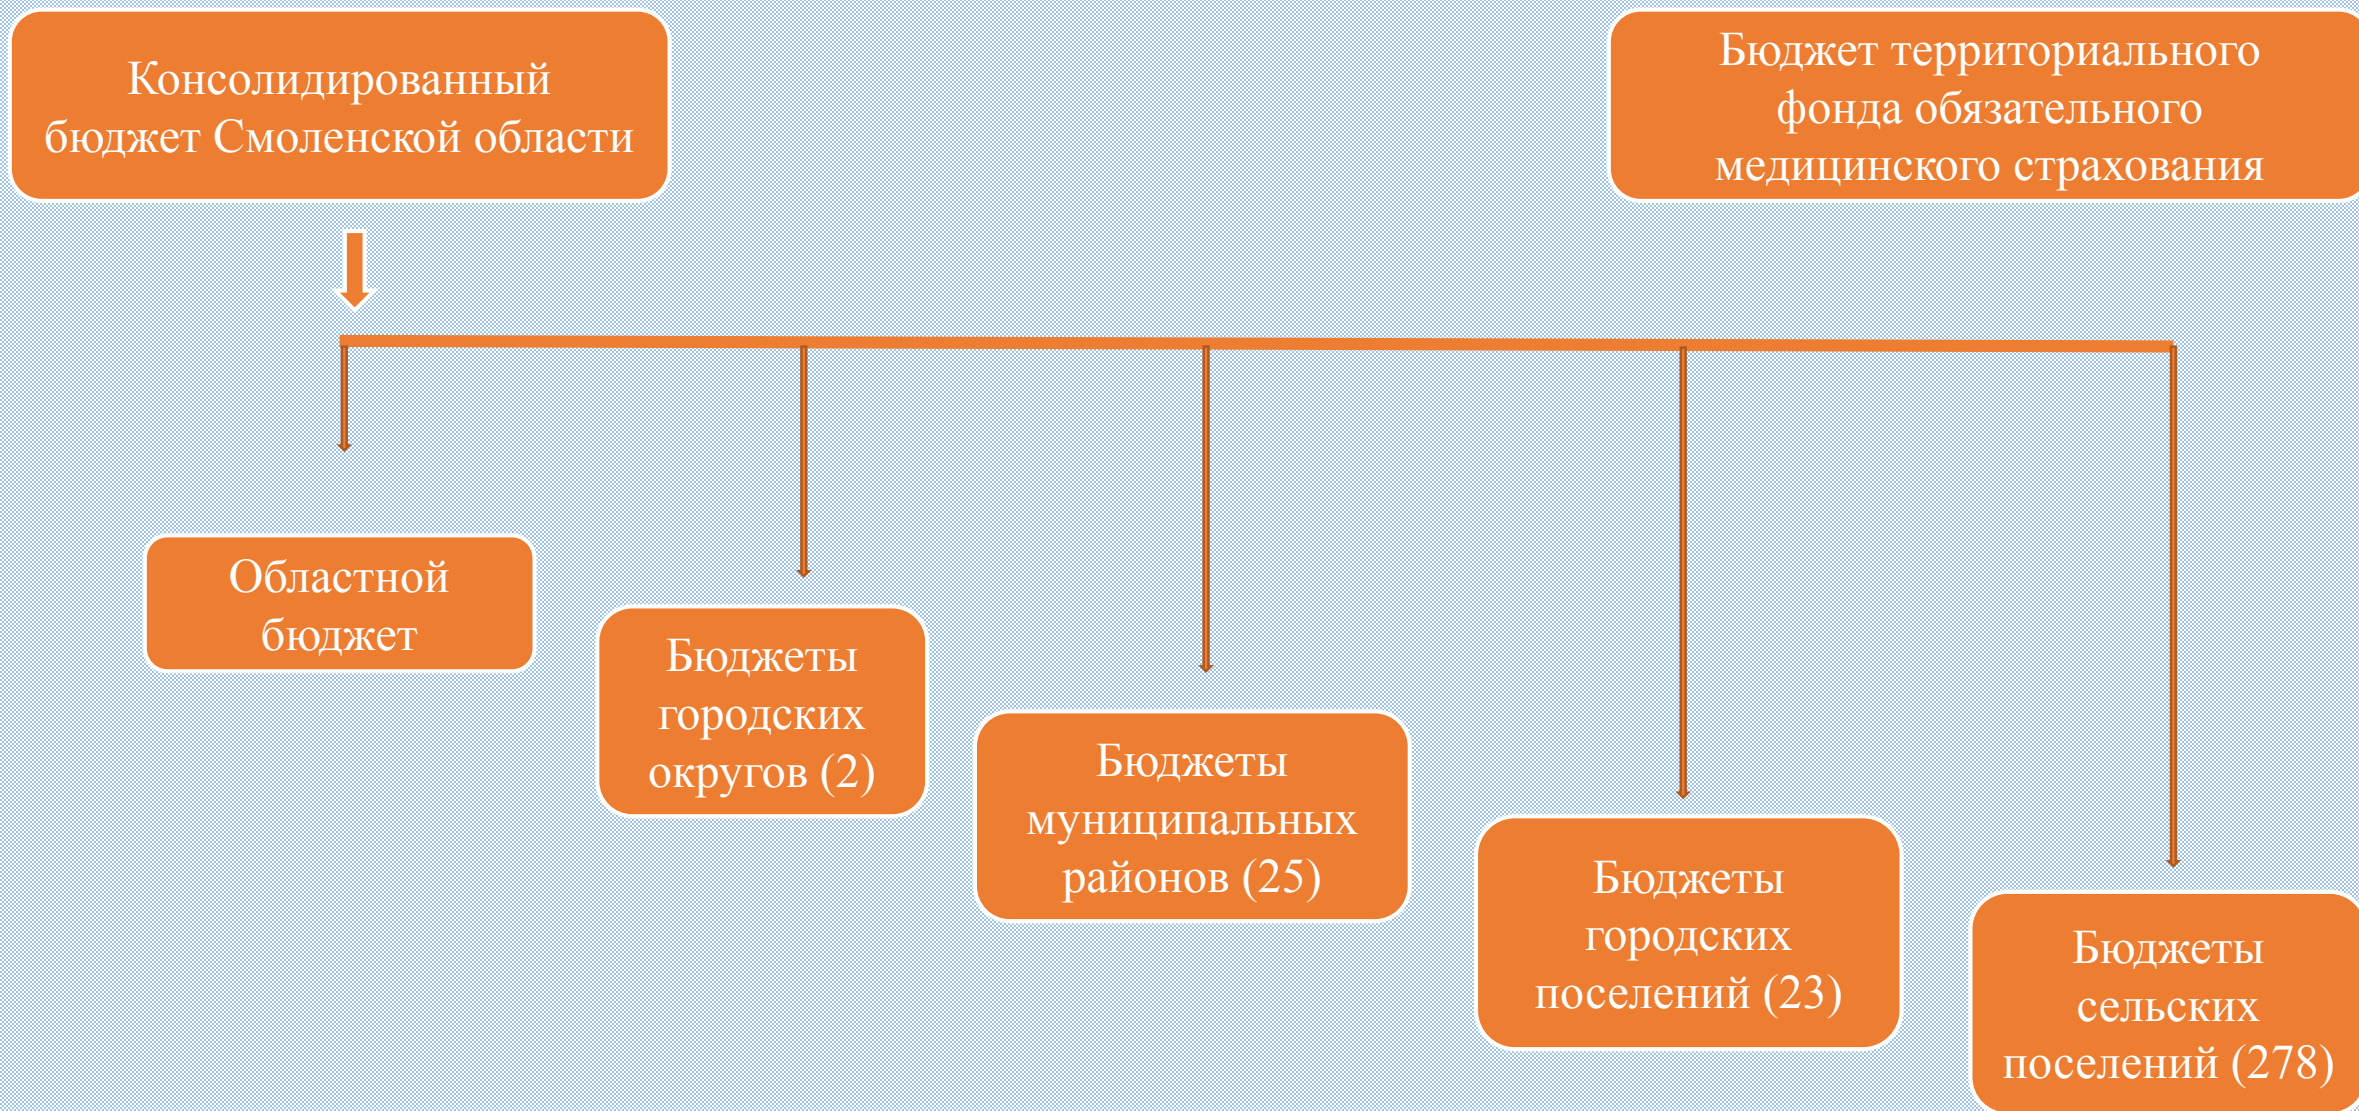 Консолидированный
бюджет Смоленской области
Бюджет территориального
фонда обязательного
медицинского страхования
Областной
бюджет
Бюджеты
городских
округов (2)
Бюджеты
муниципальных
районов (25)
Бюджеты
городских
поселений (23)
Бюджеты
сельских
поселений (278)